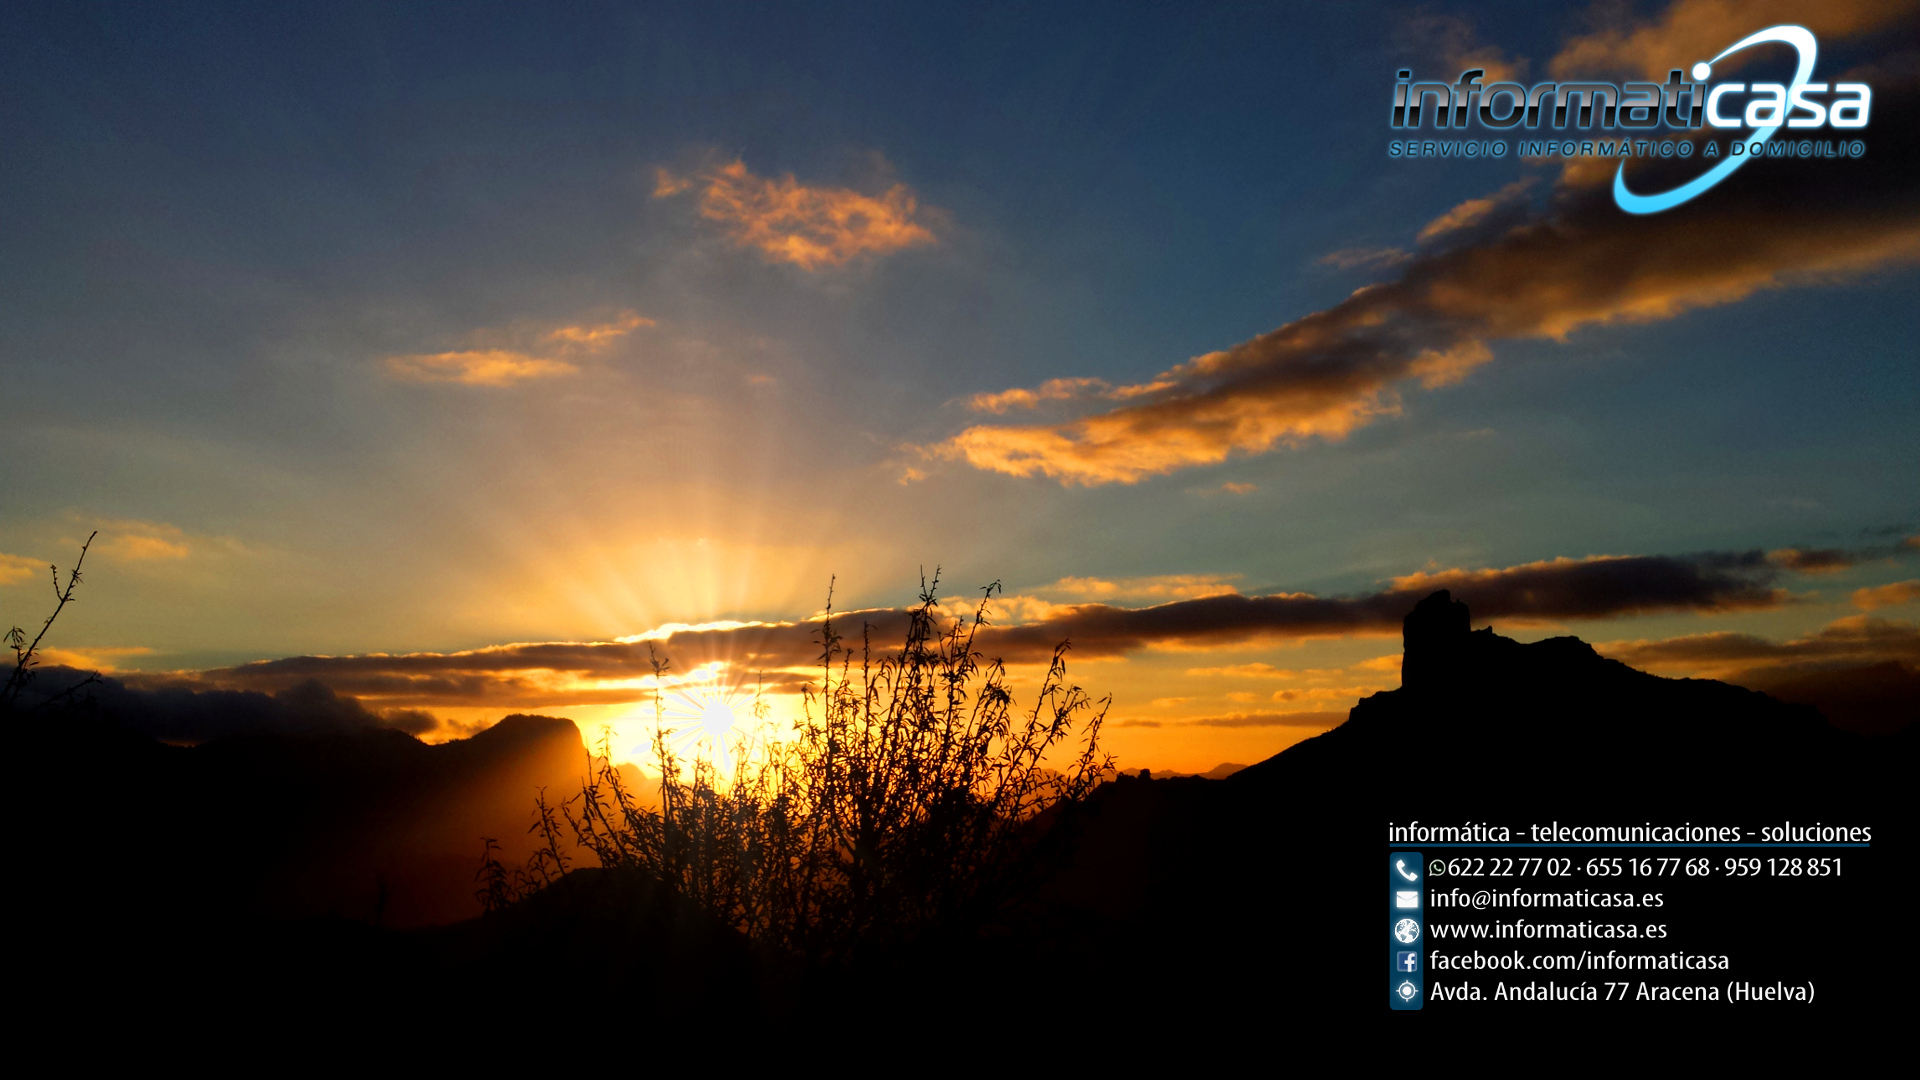 informaticasa
SERVICIO INFORMÁTICO A DOMICILIO
informática - telecomunicaciones - soluciones
622 22 77 02 · 655 16 77 68 · 959 128 851
info@informaticasa.es
www.informaticasa.es
facebook.com/informaticasa
Avda. Andalucía 77 Aracena (Huelva)